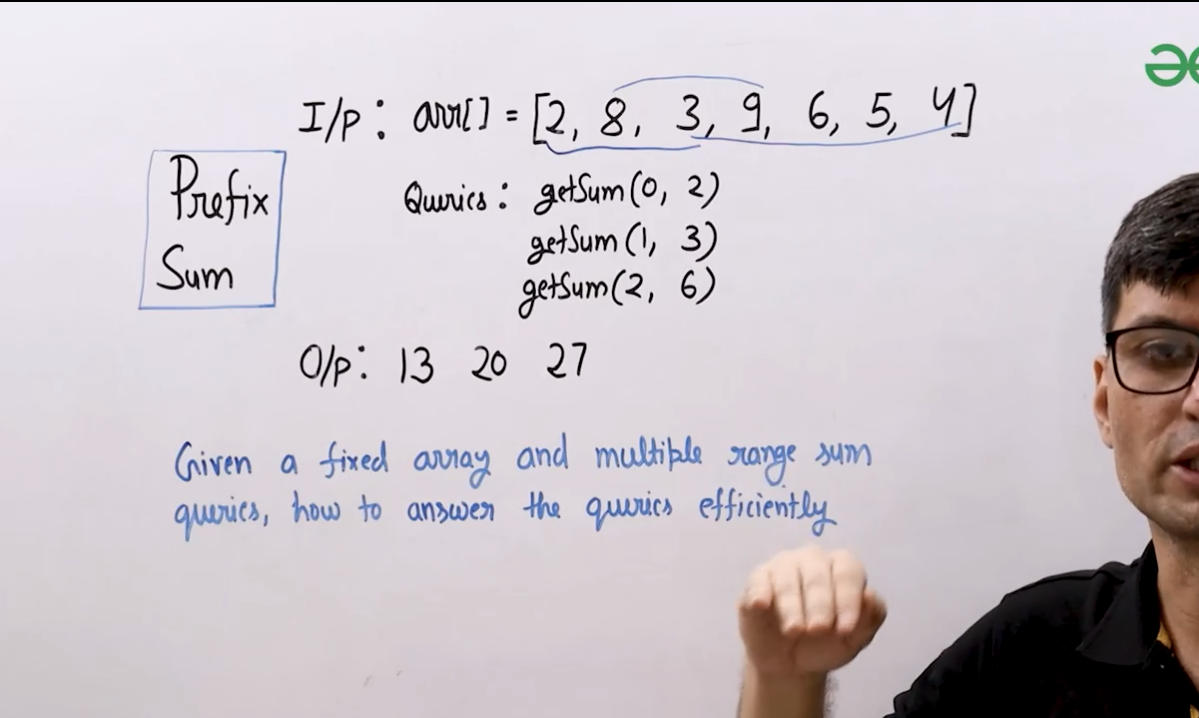 I/p: arr[] = [2, 8, 3, 9, 6, 5, 4]
Prefix
Sum
Queries: getSum(0, 2)
getSum(1, 3)
getSum(2, 6)
O/p: 13 20 27
Given a fixed array and multiple range sum
queries, how to answer the queries efficiently